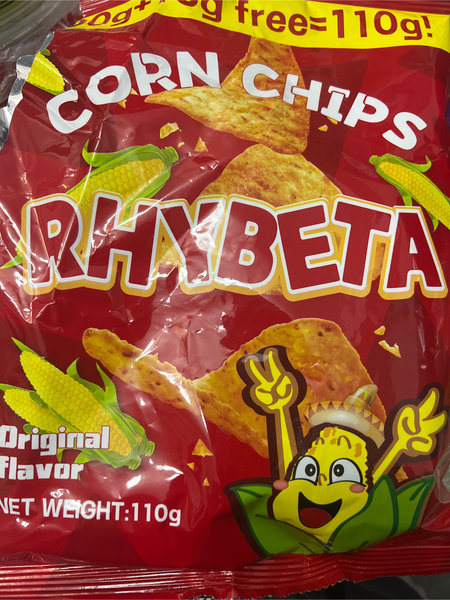 free=110g!
CORN CHIPS
RHYBETA
Original
flavor
NET WEIGHT:110g